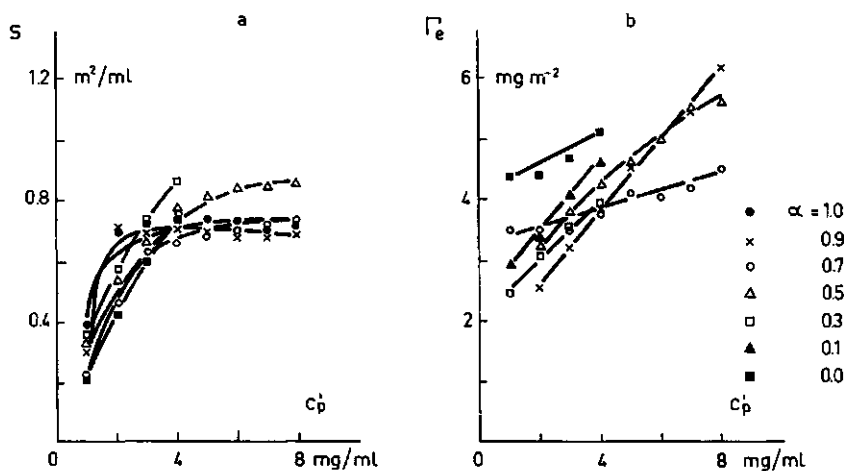 a
S
m²/ml
1.2
0.8
0.4
0
4
8
c'p
mg/ml
b
Γe
mg m⁻²
6
4
2
0
4
8
c'p
mg/ml
● α = 1.0
× 0.9
○ 0.7
△ 0.5
□ 0.3
▲ 0.1
■ 0.0